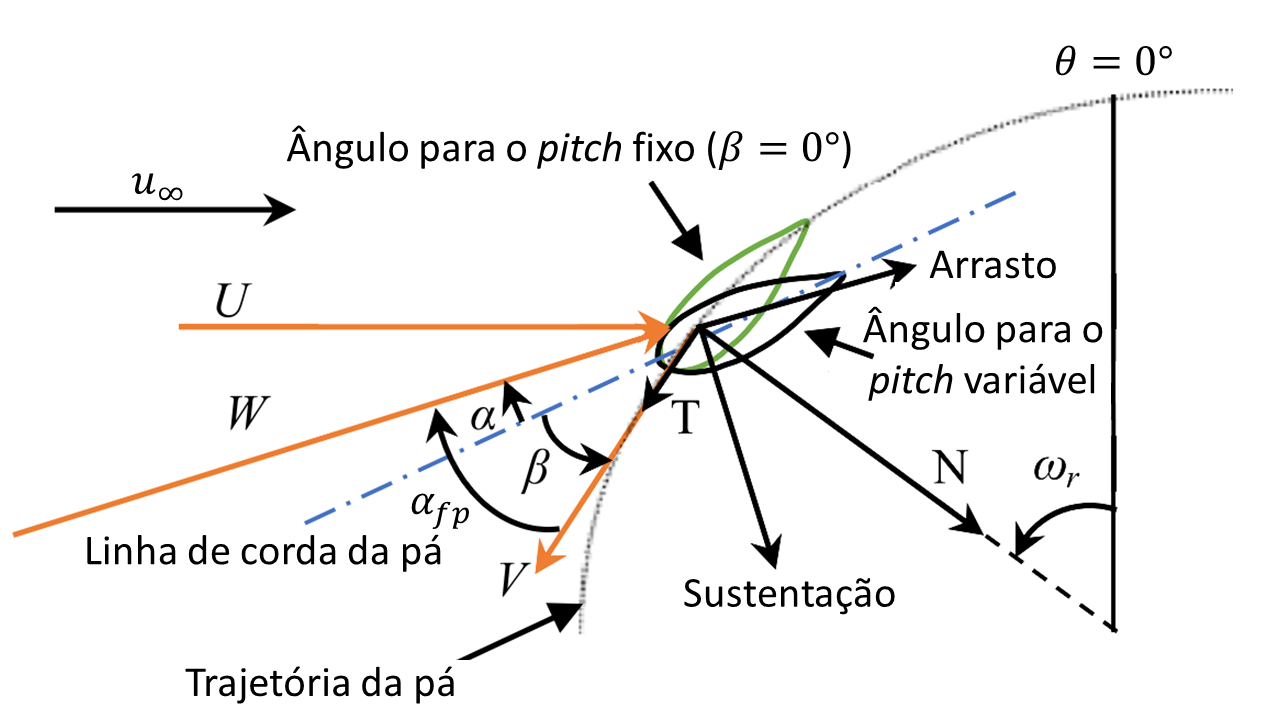 θ = 0°
Ângulo para o pitch fixo (β = 0°)
u∞
Arrasto
U
Ângulo para o
pitch variável
W
α
T
β
N
ωr
αfp
Linha de corda da pá
V
Sustentação
Trajetória da pá